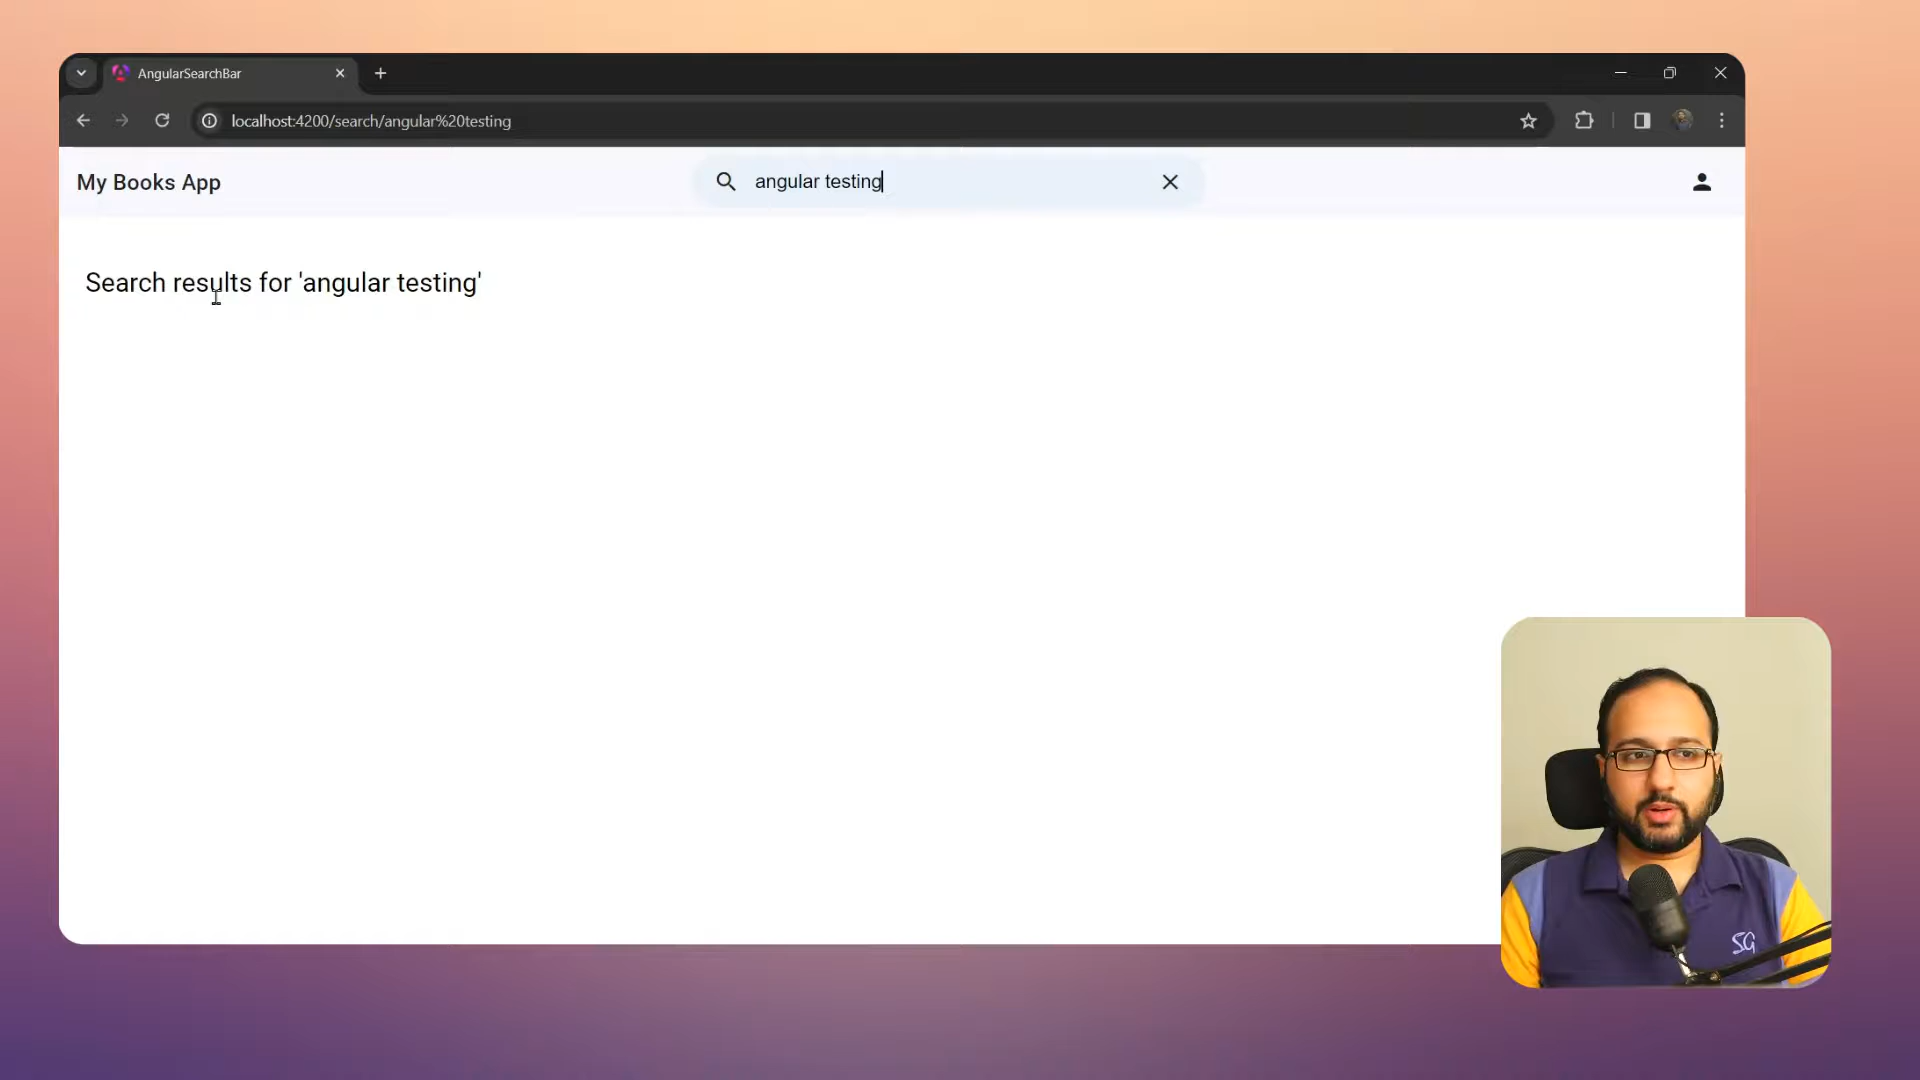 AngularSearchBar
localhost:4200/search/angular%20testing
My Books App
angular testing
Search results for 'angular testing'
SG